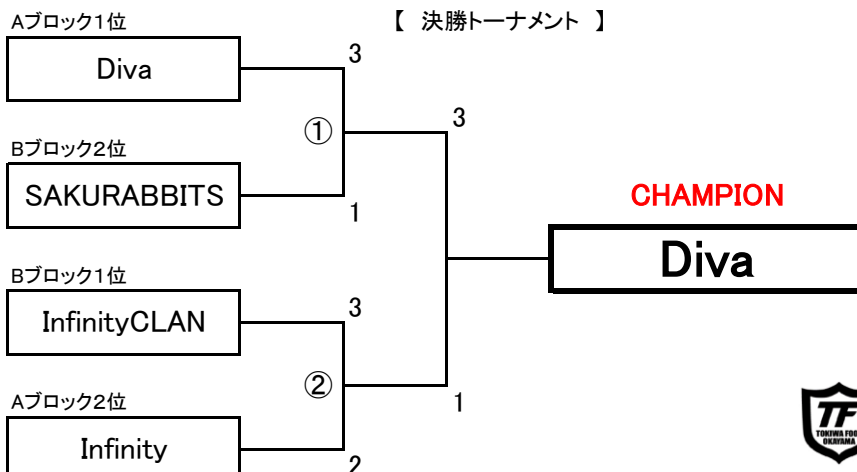 【 決勝トーナメント 】
Aブロック1位
Diva
3
①
3
Bブロック2位
SAKURABBITS
1
CHAMPION
Diva
Bブロック1位
InfinityCLAN
3
②
1
Aブロック2位
Infinity
2
TF
OKAYAMA